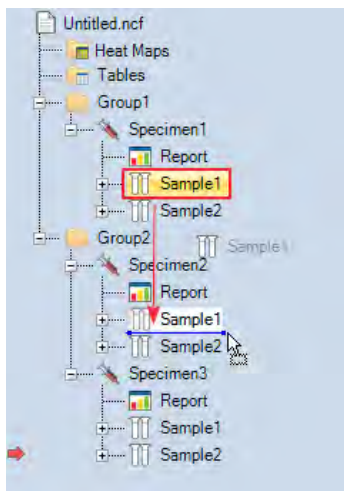 Untitled.ncf
Heat Maps
Tables
Group1
Specimen1
Report
Sample1
Sample2
Group2
Sample1
Specimen2
Report
Sample1
Sample2
Specimen3
Report
Sample1
Sample2